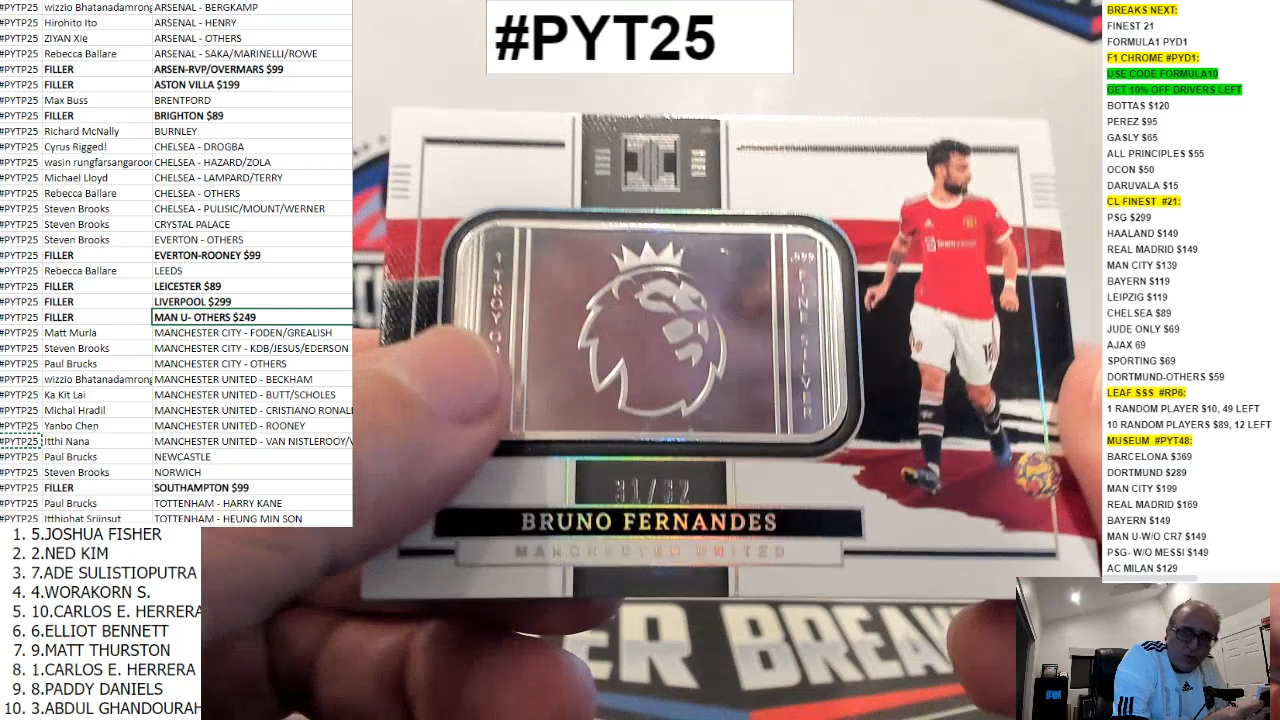 #PYTP25 wizzio Bhatanadamrong ARSENAL - BERGKAMP
#PYTP25 Hirohito Ito ARSENAL - HENRY
#PYTP25 ZIYAN Xie ARSENAL - OTHERS
#PYTP25 Rebecca Ballare ARSENAL - SAKA/MARINELLI/ROWE
#PYTP25 FILLER ARSEN-RVP/OVERMARS $99
#PYTP25 FILLER ASTON VILLA $199
#PYTP25 Max Buss BRENTFORD
#PYTP25 FILLER BRIGHTON $89
#PYTP25 Richard McNally BURNLEY
#PYTP25 Cyrus Rigged! CHELSEA - DROGBA
#PYTP25 wasin rungfarsangaroon CHELSEA - HAZARD/ZOLA
#PYTP25 Michael Lloyd CHELSEA - LAMPARD/TERRY
#PYTP25 Rebecca Ballare CHELSEA - OTHERS
#PYTP25 Steven Brooks CHELSEA - PULISIC/MOUNT/WERNER
#PYTP25 Steven Brooks CRYSTAL PALACE
#PYTP25 Steven Brooks EVERTON - OTHERS
#PYTP25 FILLER EVERTON-ROONEY $99
#PYTP25 Rebecca Ballare LEEDS
#PYTP25 FILLER LEICESTER $89
#PYTP25 FILLER LIVERPOOL $299
#PYTP25 FILLER MAN U- OTHERS $249
#PYTP25 Matt Murla MANCHESTER CITY - FODEN/GREALISH
#PYTP25 Steven Brooks MANCHESTER CITY - KDB/JESUS/EDERSON
#PYTP25 Paul Brucks MANCHESTER CITY - OTHERS
#PYTP25 wizzio Bhatanadamrong MANCHESTER UNITED - BECKHAM
#PYTP25 Ka Kit Lai MANCHESTER UNITED - BUTT/SCHOLES
#PYTP25 Michal Hradil MANCHESTER UNITED - CRISTIANO RONAL
#PYTP25 Yanbo Chen MANCHESTER UNITED - ROONEY
#PYTP25 Itthi Nana MANCHESTER UNITED - VAN NISTLEROOY/V
#PYTP25 Paul Brucks NEWCASTLE
#PYTP25 Steven Brooks NORWICH
#PYTP25 FILLER SOUTHAMPTON $99
#PYTP25 Paul Brucks TOTTENHAM - HARRY KANE
#PYTP25 Itthiphat Sriinsut TOTTENHAM - HEUNG MIN SON
1. 5.JOSHUA FISHER
2. 2.NED KIM
3. 7.ADE SULISTIOPUTRA
4. 4.WORAKORN S.
5. 10.CARLOS E. HERRERA
6. 6.ELLIOT BENNETT
7. 9.MATT THURSTON
8. 1.CARLOS E. HERRERA
9. 8.PADDY DANIELS
10. 3.ABDUL GHANDOURAH
#PYT25
1 TROY O
.999 FINE SILVER
31/32
BRUNO FERNANDES
MANCHESTER UNITED
ER BREAK
BREAKS NEXT:
FINEST 21
FORMULA1 PYD1
F1 CHROME #PYD1:
USE CODE FORMULA10
GET 10% OFF DRIVERS LEFT
BOTTAS $120
PEREZ $95
GASLY $65
ALL PRINCIPLES $55
OCON $50
DARUVALA $15
CL FINEST #21:
PSG $299
HAALAND $149
REAL MADRID $149
MAN CITY $139
BAYERN $119
LEIPZIG $119
CHELSEA $89
JUDE ONLY $69
AJAX 69
SPORTING $69
DORTMUND-OTHERS $59
LEAF SSS #RP6:
1 RANDOM PLAYER $10, 49 LEFT
10 RANDOM PLAYERS $89, 12 LEFT
MUSEUM #PYT48:
BARCELONA $369
DORTMUND $289
MAN CITY $199
REAL MADRID $169
BAYERN $149
MAN U-W/O CR7 $149
PSG- W/O MESSI $149
AC MILAN $129